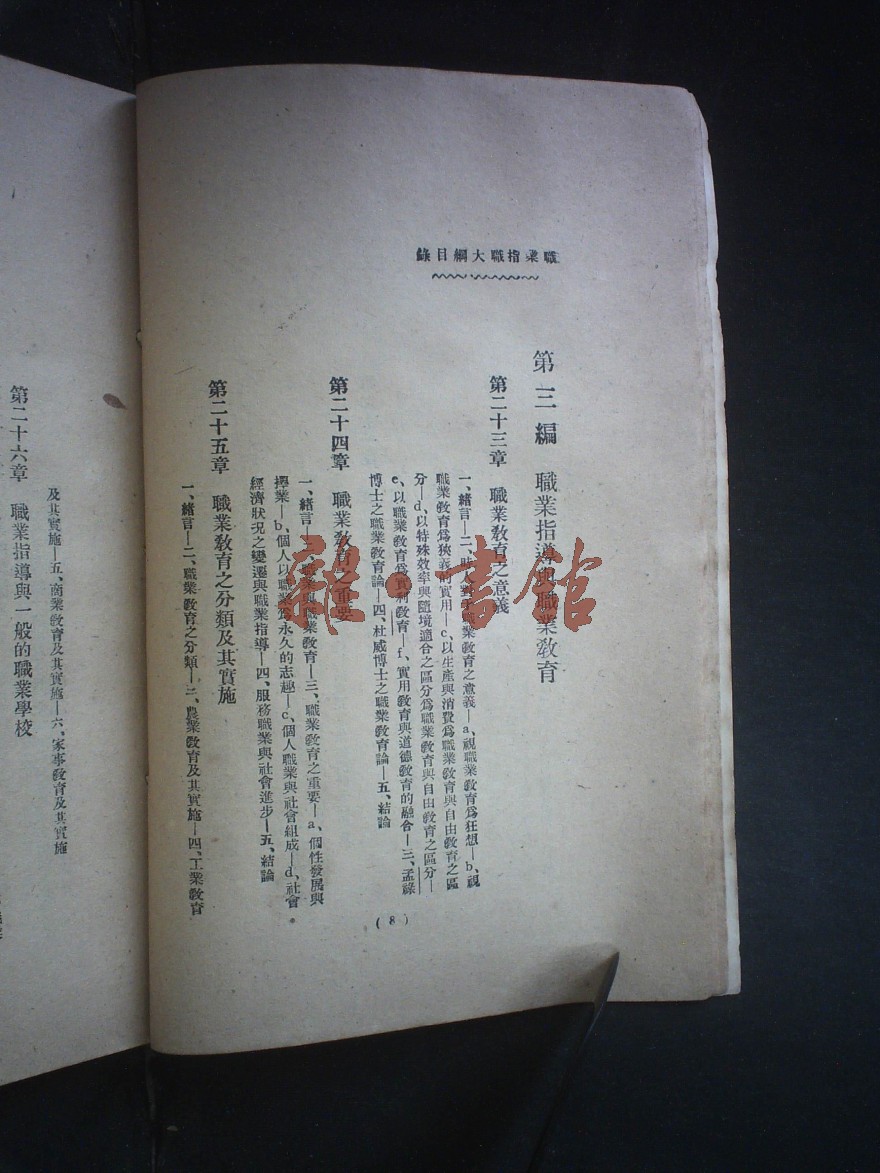 職業指職大綱目錄
第三編　職業指導與職業教育
第二十三章　職業教育之意義
一、緒言—二、時人對于職業教育之意義—a、視職業教育爲狂想—b、視
職業教育爲狹義的實用—c、以生產與消費爲職業教育與自由教育之區
分—d、以特殊效率與隨境適合之區分爲職業教育與自由教育之區分—
e、以職業教育爲實利教育—f、實用教育與道德教育的融合—三、孟祿
博士之職業教育論—四、杜威博士之職業教育論—五、結論
第二十四章　職業教育之重要
一、緒言—二、與職業教育—三、職業教育之重要—a、個性發展與
擇業—b、個人以職業爲永久的志趣—c、個人職業與社會組成—d、社會
經濟狀況之變遷與職業指導—四、服務職業與社會進步—五、結論
第二十五章　職業教育之分類及其實施
一、緒言—二、職業教育之分類—三、農業教育及其實施—四、工業教育
(8)
及其實施—五、商業教育及其實施—六、家事教育及其實施
第二十六章　職業指導與一般的職業學校
雜·書館